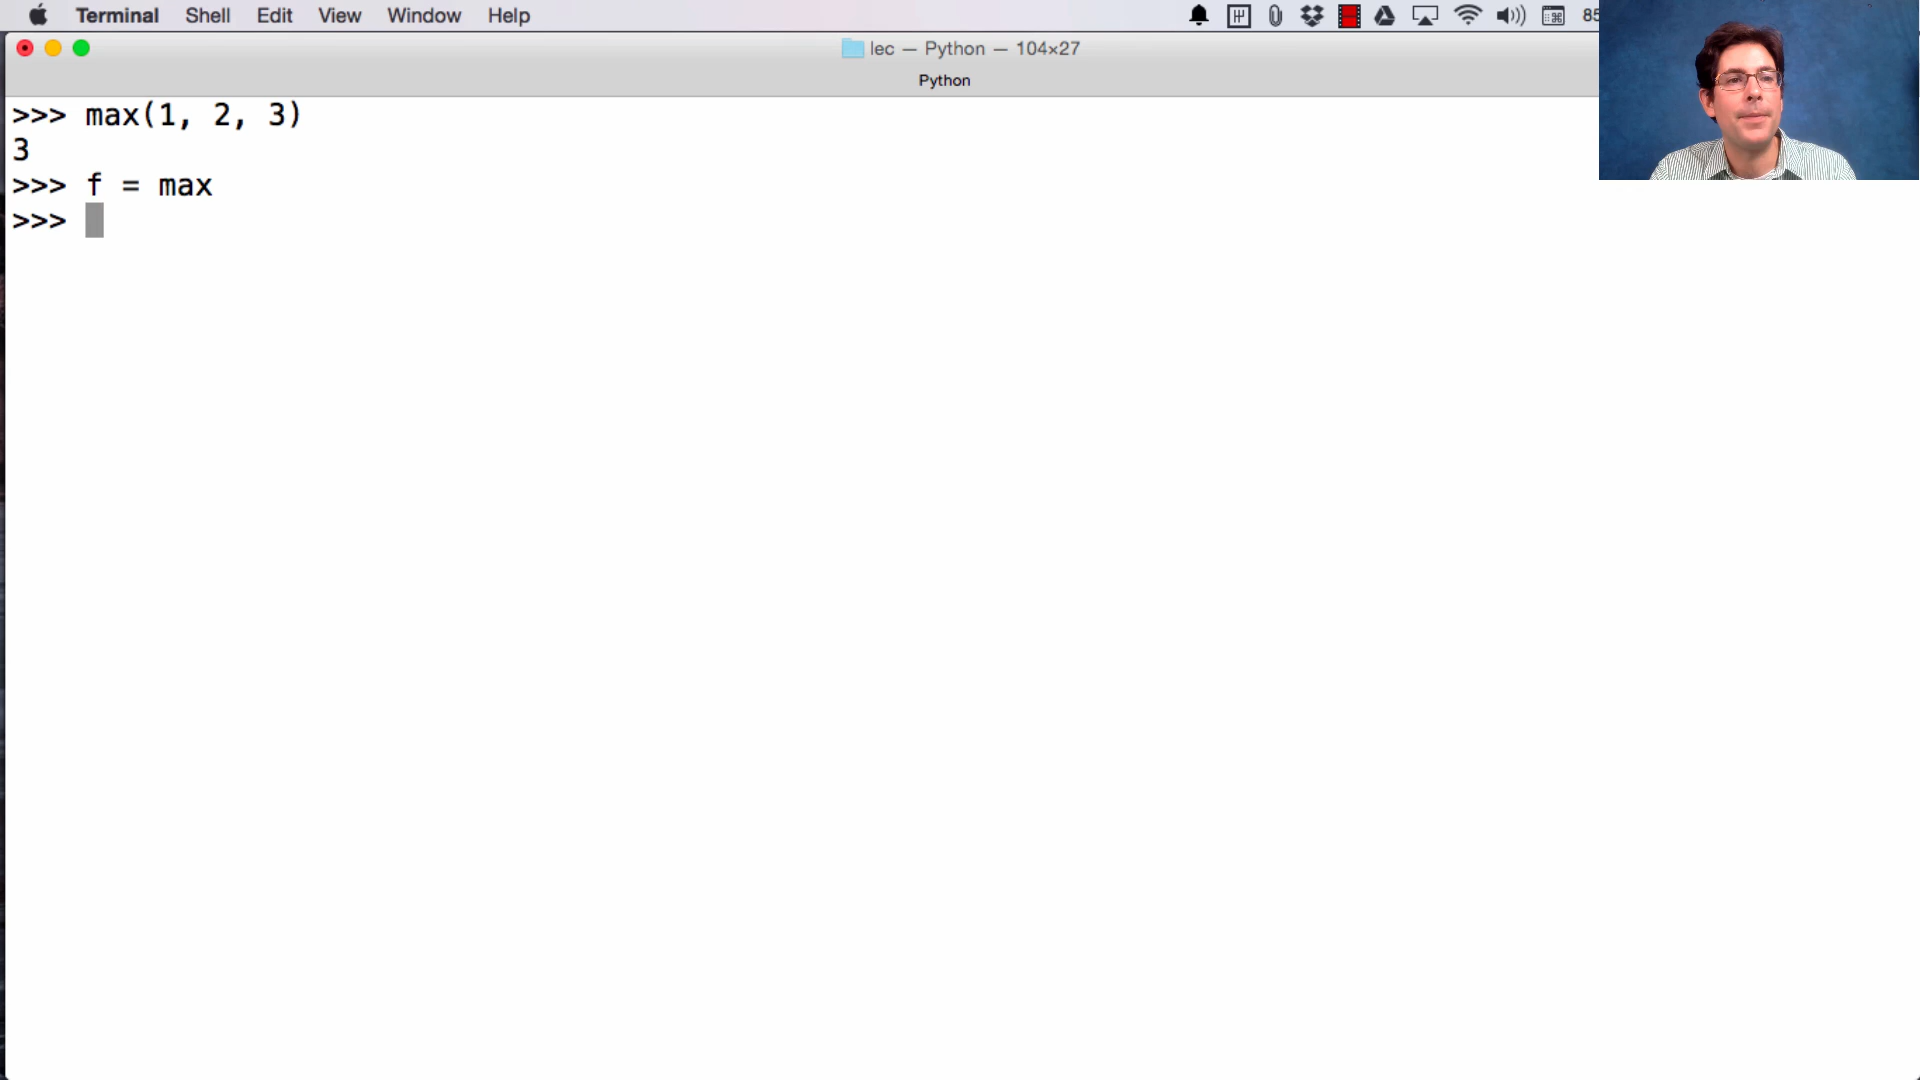 Terminal Shell Edit View Window Help
lec — Python — 104×27
Python
>>> max(1, 2, 3)
3
>>> f = max
>>>